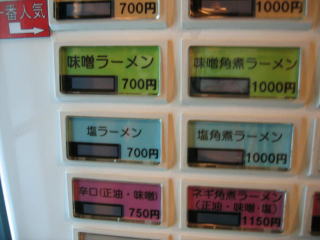 一番人気
700円
1000円
味噌ラーメン
700円
味噌角煮ラーメン
1000円
塩ラーメン
700円
塩角煮ラーメン
1000円
辛口(正油・味噌)
750円
ネギ角煮ラーメン
(正油・味噌・塩)
1150円